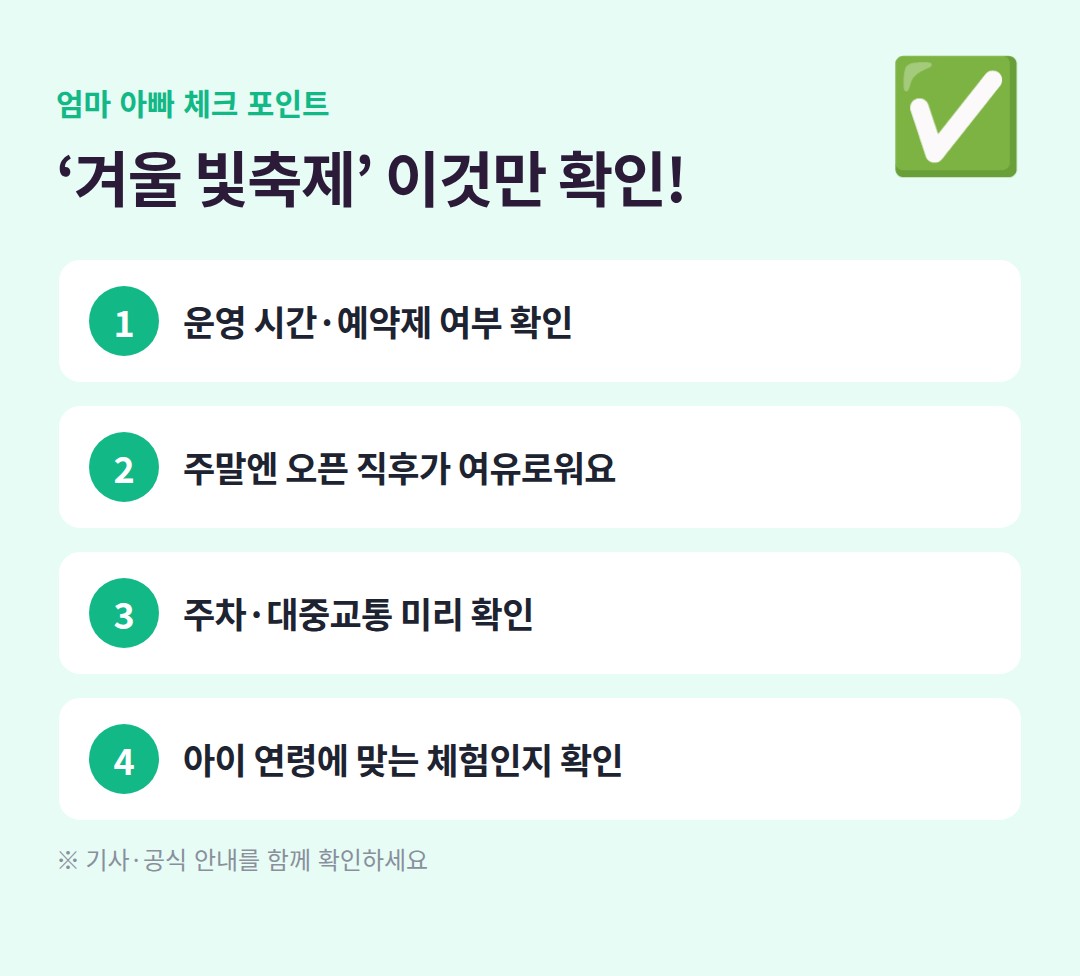 엄마 아빠 체크 포인트
‘겨울 빛축제’ 이것만 확인!
1 운영 시간·예약제 여부 확인
2 주말엔 오픈 직후가 여유로워요
3 주차·대중교통 미리 확인
4 아이 연령에 맞는 체험인지 확인
※ 기사·공식 안내를 함께 확인하세요